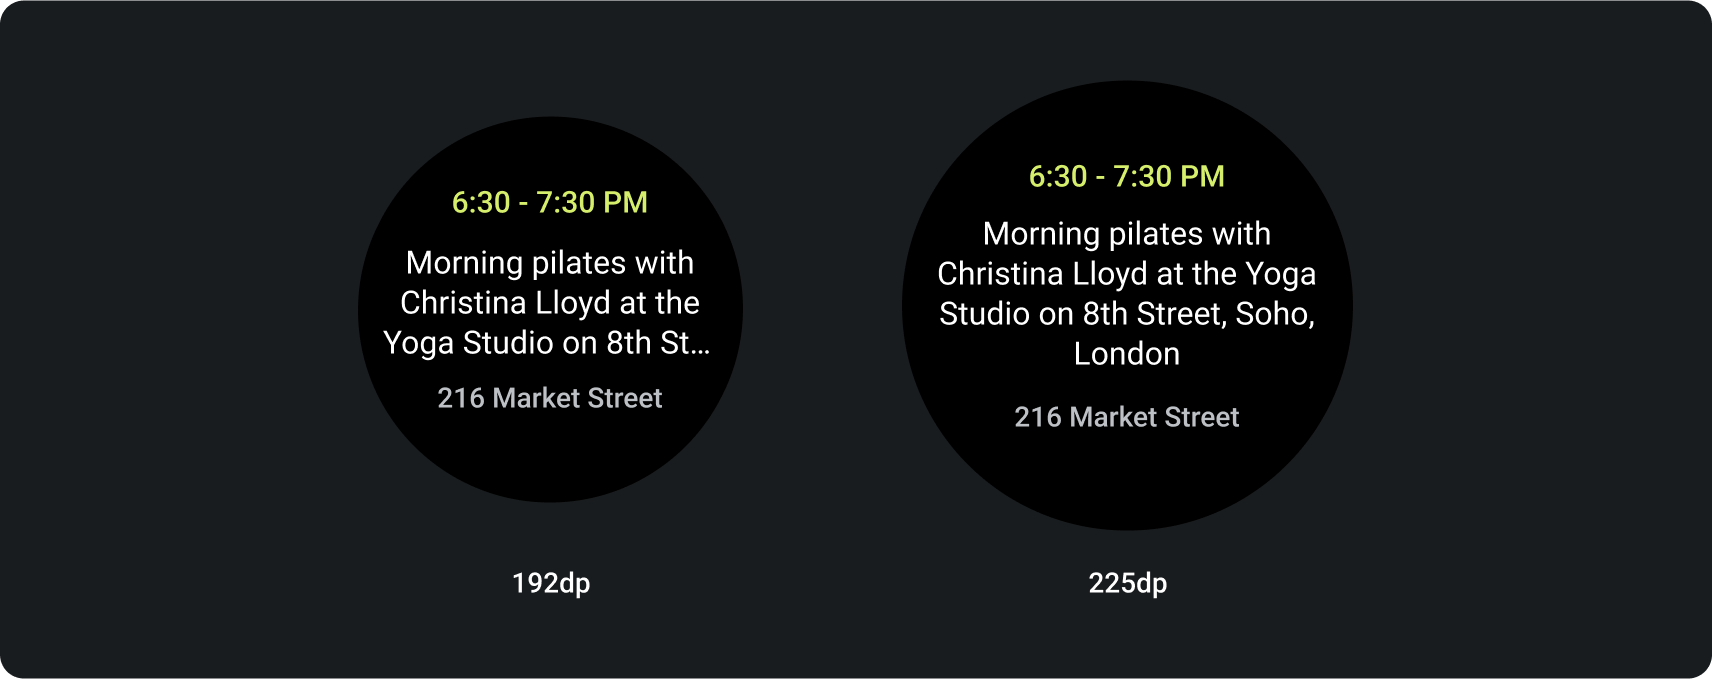 6:30 - 7:30 PM
Morning pilates with
Christina Lloyd at the
Yoga Studio on 8th St...
216 Market Street
192dp
6:30 - 7:30 PM
Morning pilates with
Christina Lloyd at the Yoga
Studio on 8th Street, Soho,
London
216 Market Street
225dp